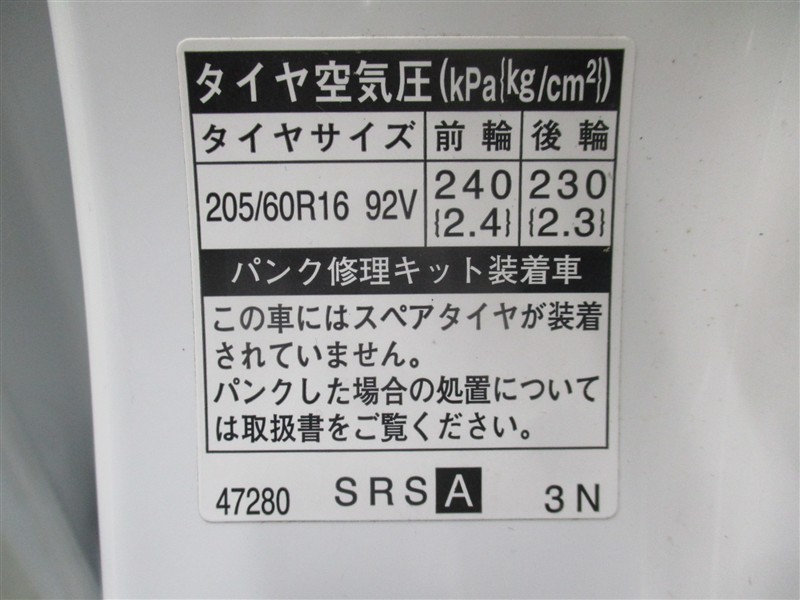 タイヤ空気圧(kPa{kg/cm²})
タイヤサイズ 前輪 後輪
205/60R16 92V 240 230
{2.4} {2.3}
パンク修理キット装着車
この車にはスペアタイヤが装着
されていません。
パンクした場合の処置について
は取扱書をご覧ください。
47280 SRS A 3N